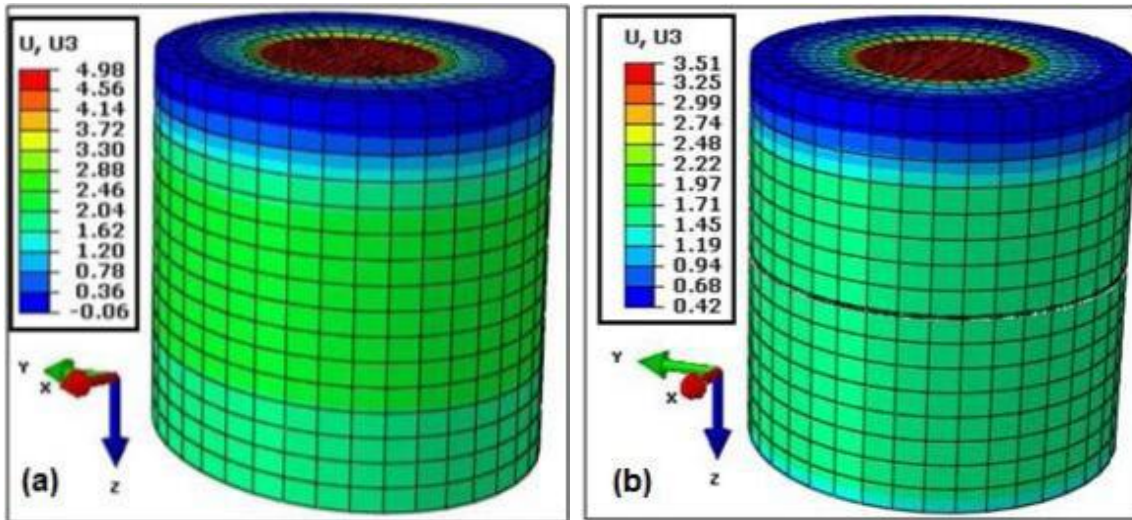 U, U3
4.98
4.56
4.14
3.72
3.30
2.88
2.46
2.04
1.62
1.20
0.78
0.36
-0.06
Y
X
Z
(a)
U, U3
3.51
3.25
2.99
2.74
2.48
2.22
1.97
1.71
1.45
1.19
0.94
0.68
0.42
Y
X
Z
(b)